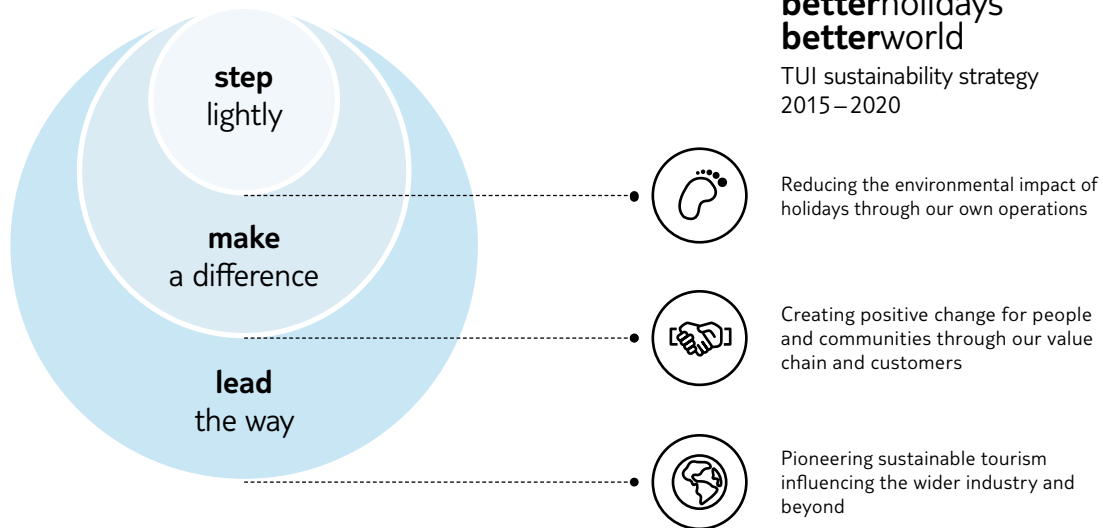 betterholidays
betterworld
TUI sustainability strategy
2015–2020
step
lightly
Reducing the environmental impact of
holidays through our own operations
make
a difference
Creating positive change for people
and communities through our value
chain and customers
lead
the way
Pioneering sustainable tourism
influencing the wider industry and
beyond